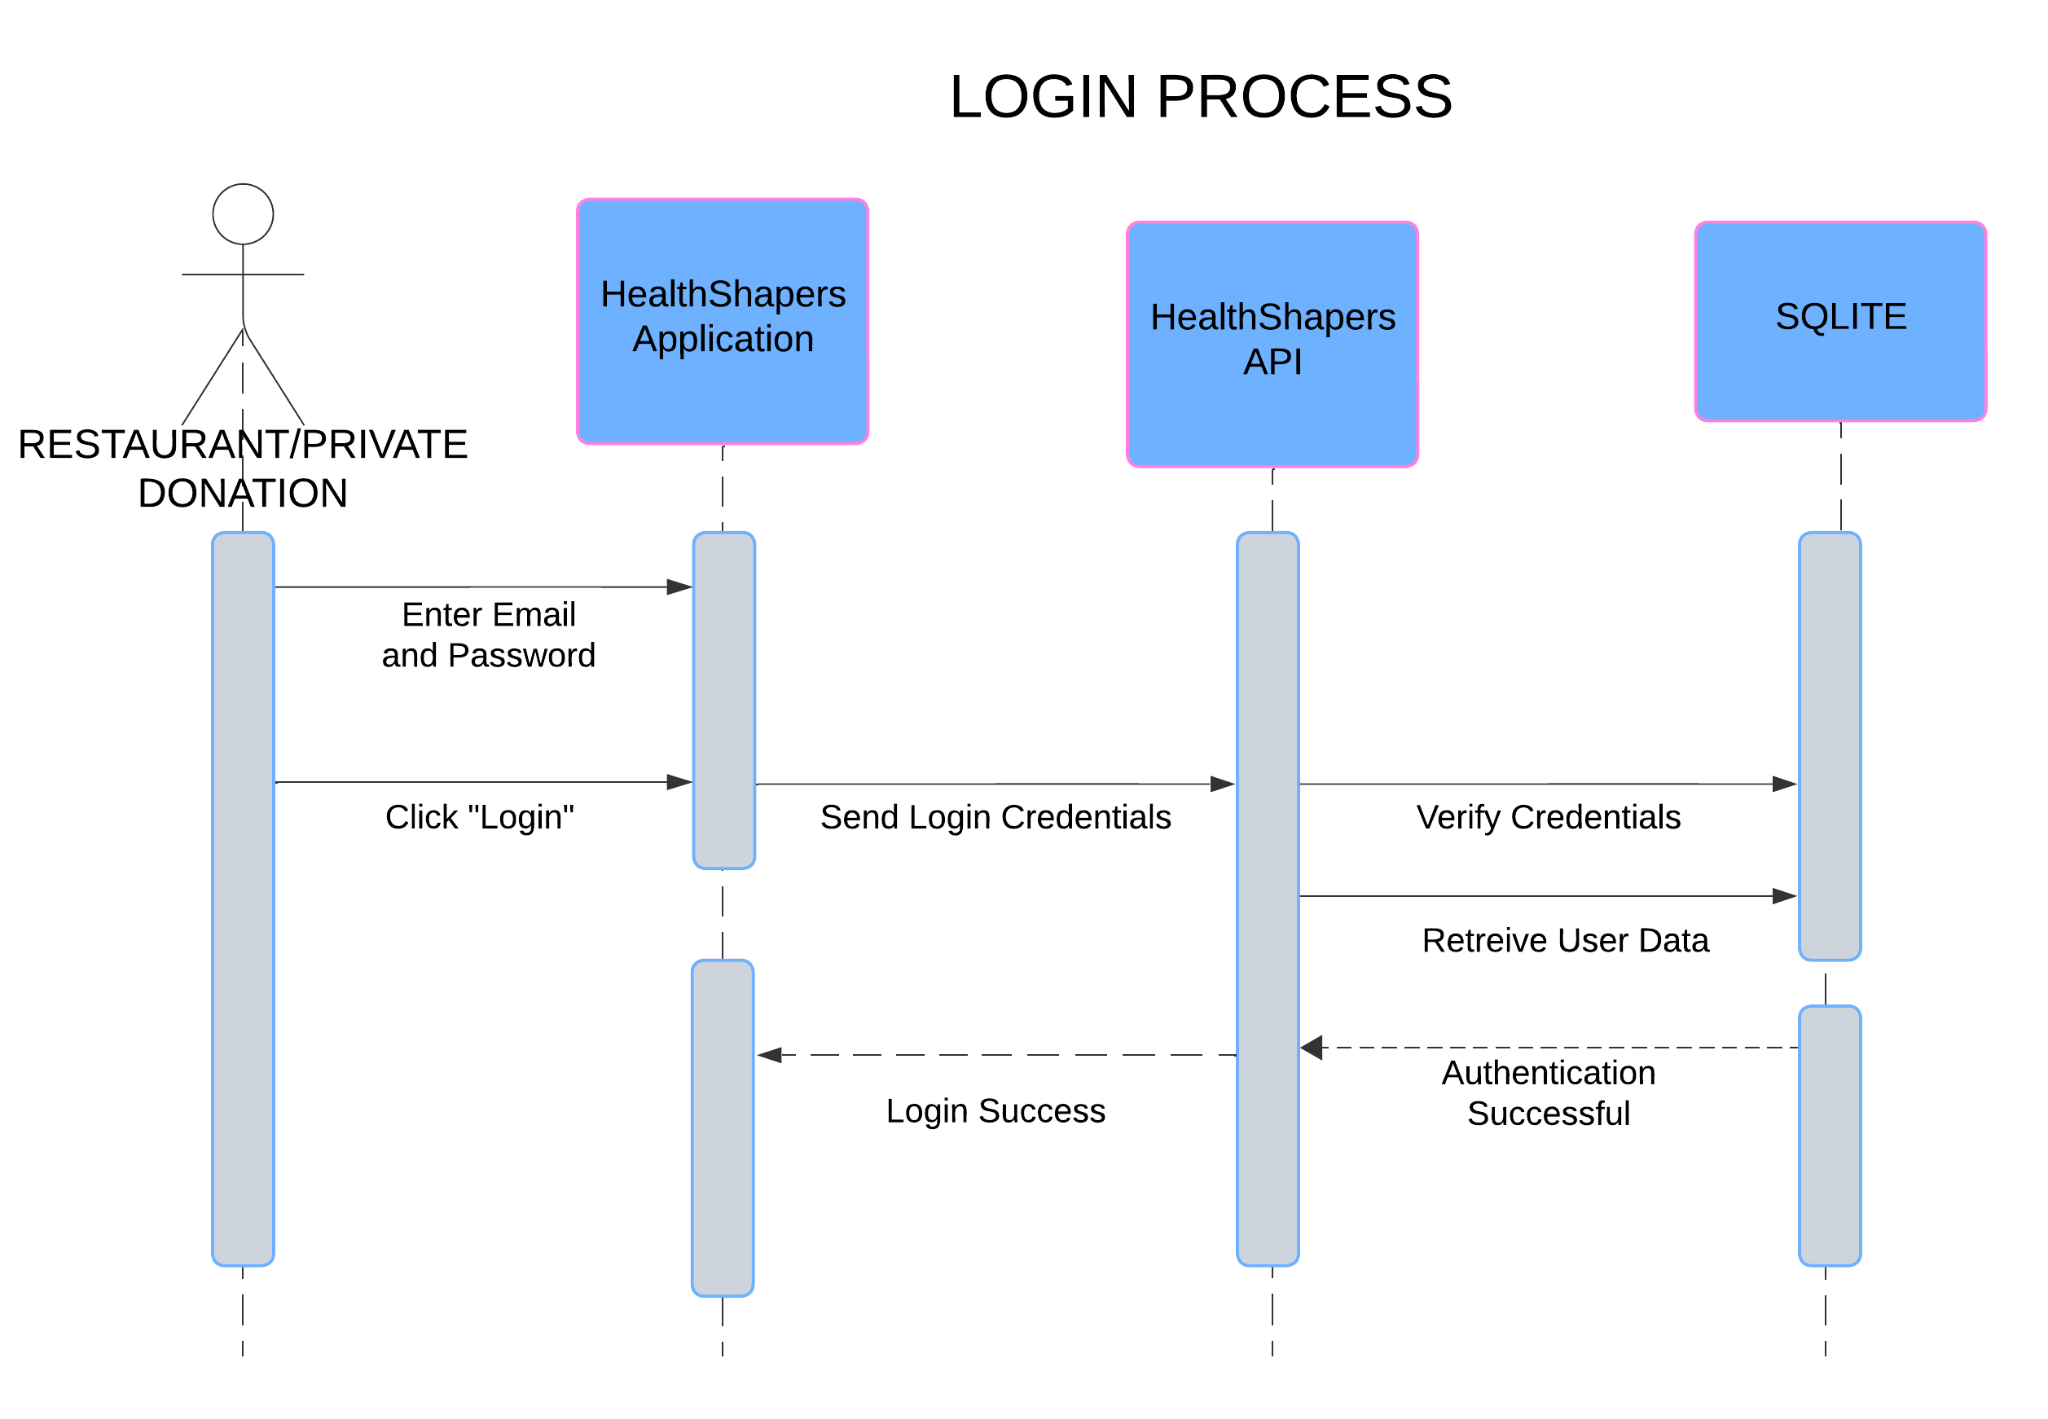 LOGIN PROCESS
HealthShapers
Application
HealthShapers
API
SQLITE
RESTAURANT/PRIVATE
DONATION
Enter Email
and Password
Click "Login"
Send Login Credentials
Verify Credentials
Retreive User Data
Authentication
Successful
Login Success